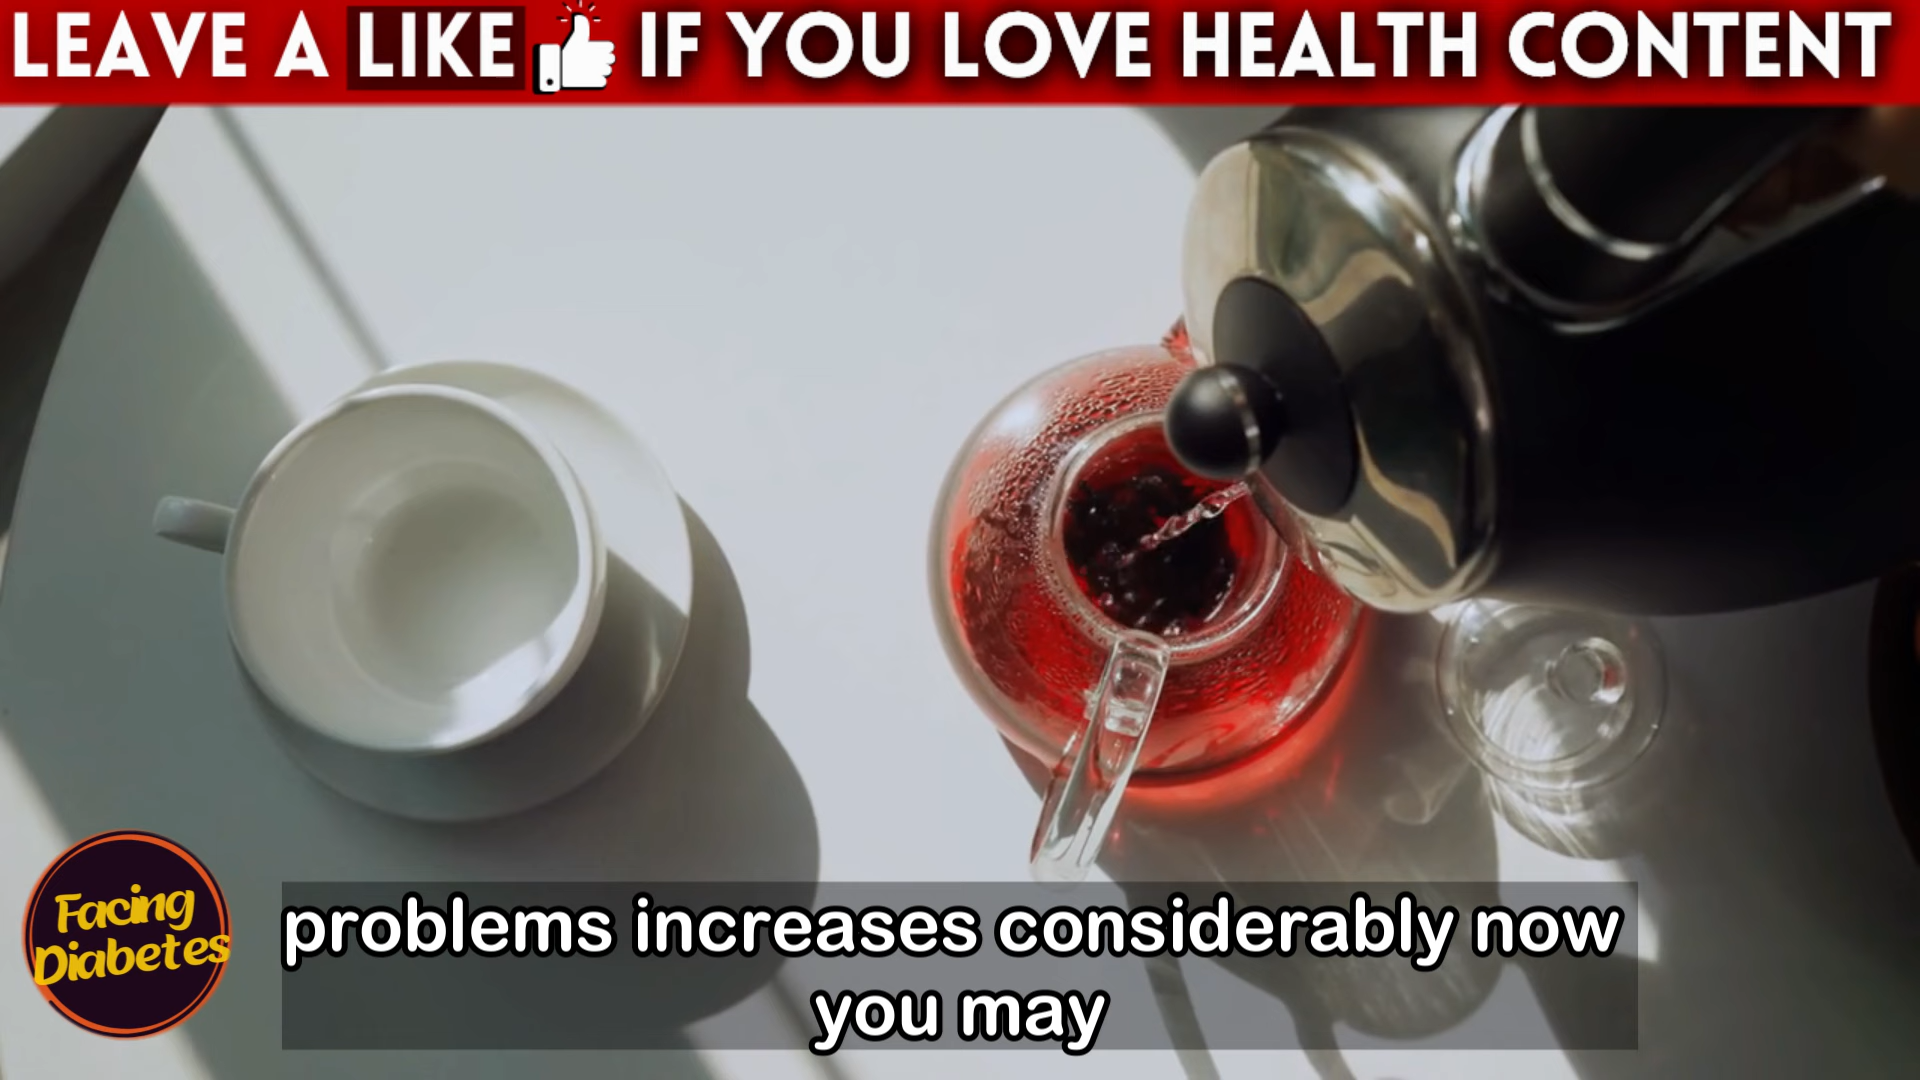 LEAVE A LIKE IF YOU LOVE HEALTH CONTENT
Facing
Diabetes
problems increases considerably now
you may